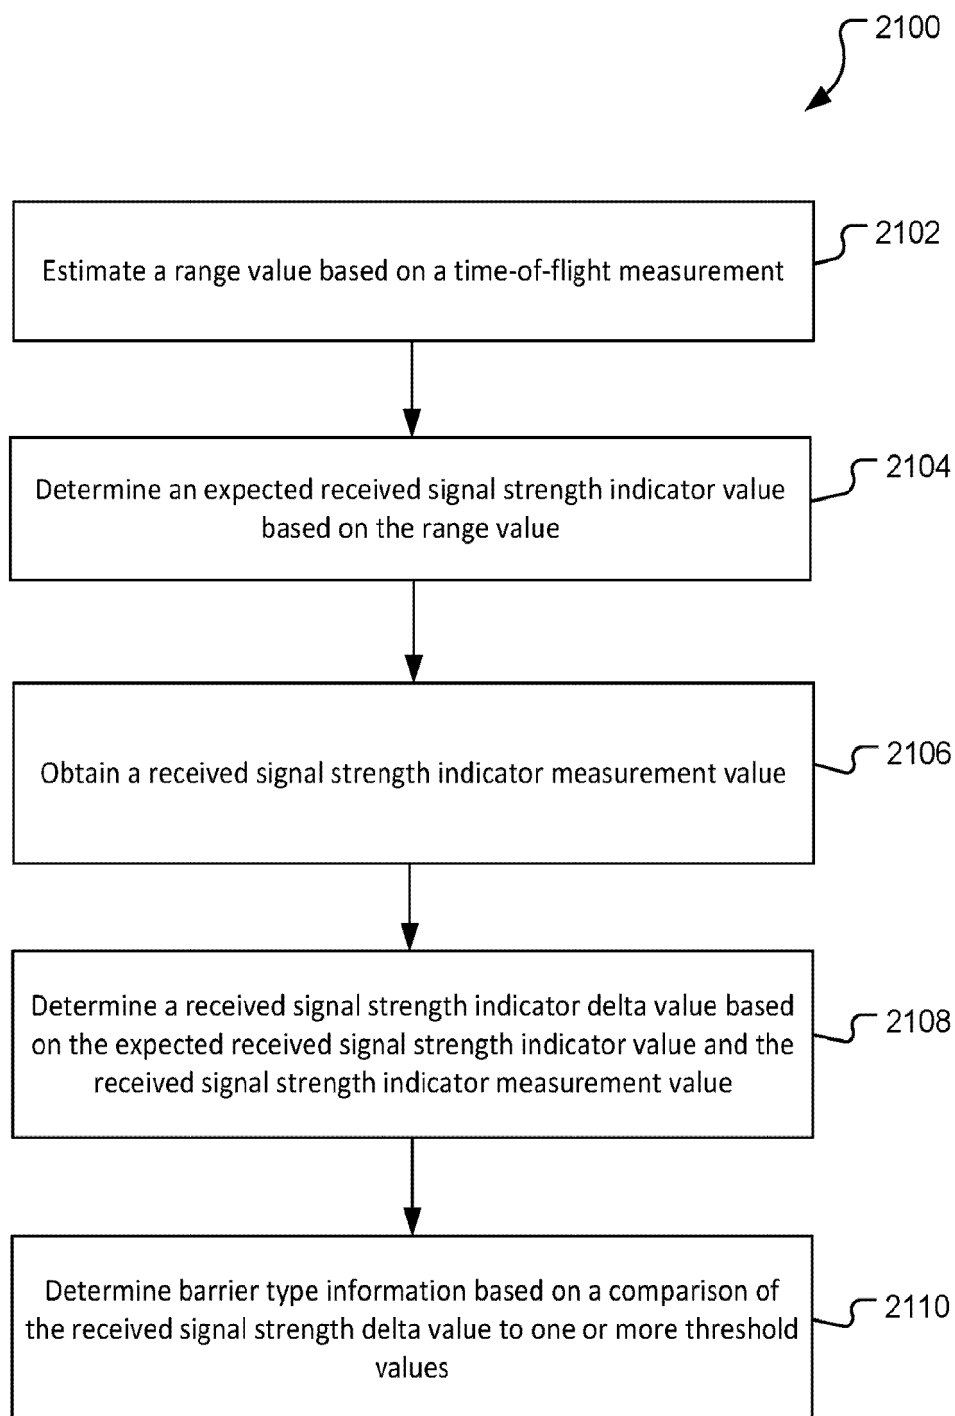 2100
Estimate a range value based on a time-of-flight measurement
2102
Determine an expected received signal strength indicator value
based on the range value
2104
Obtain a received signal strength indicator measurement value
2106
Determine a received signal strength indicator delta value based
on the expected received signal strength indicator value and the
received signal strength indicator measurement value
2108
Determine barrier type information based on a comparison of
the received signal strength delta value to one or more threshold
values
2110